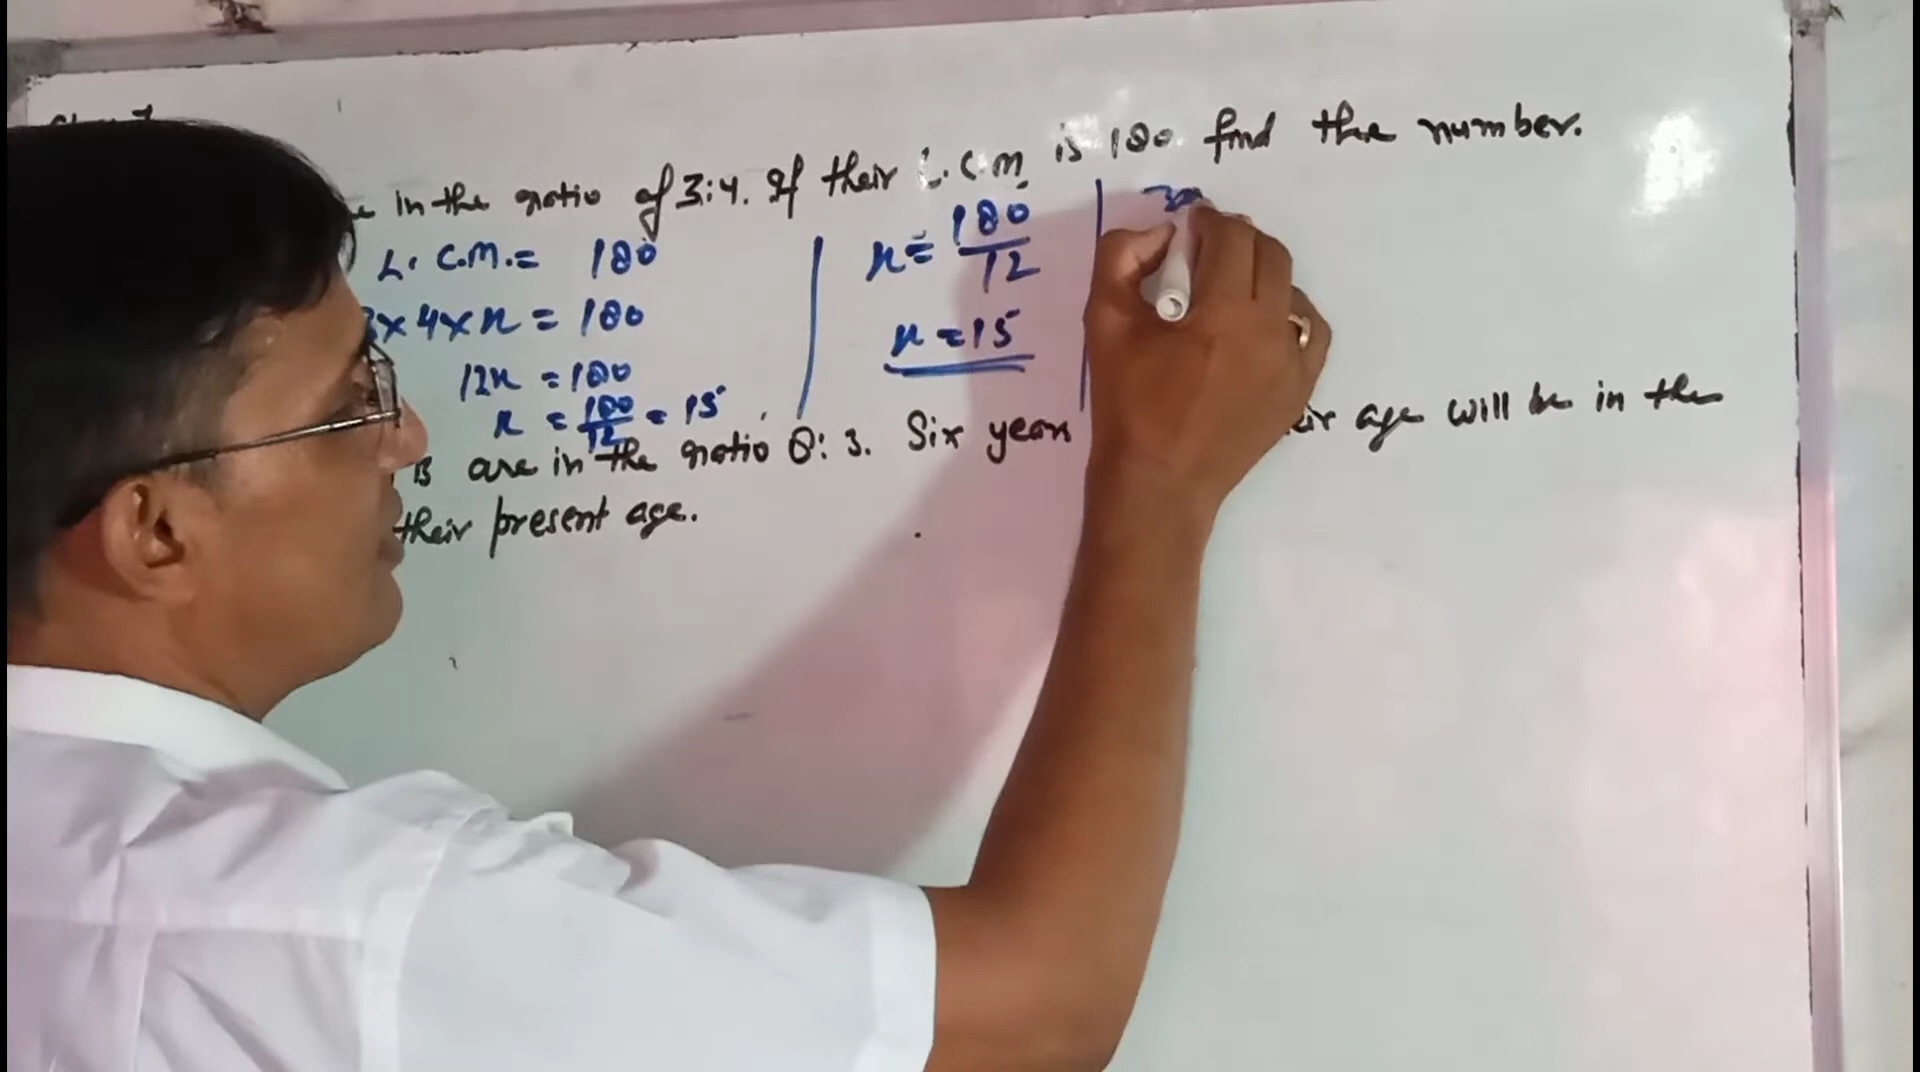 in the ratio of 3:4. If their L.C.M is 180. find the number.
L. C.M. = 180
3x 4x x = 180
12x = 180
x = 180/12 = 15
x = 180/12
x = 15
B are in the ratio 8:3. Six years age will be in the
their present age.